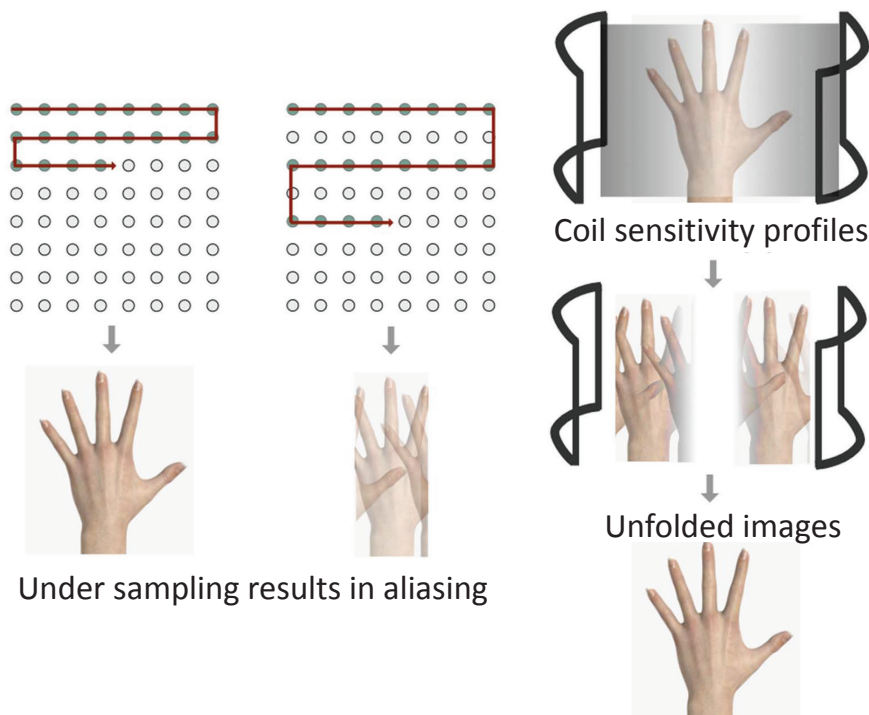 Coil sensitivity profiles
Unfolded images
Under sampling results in aliasing